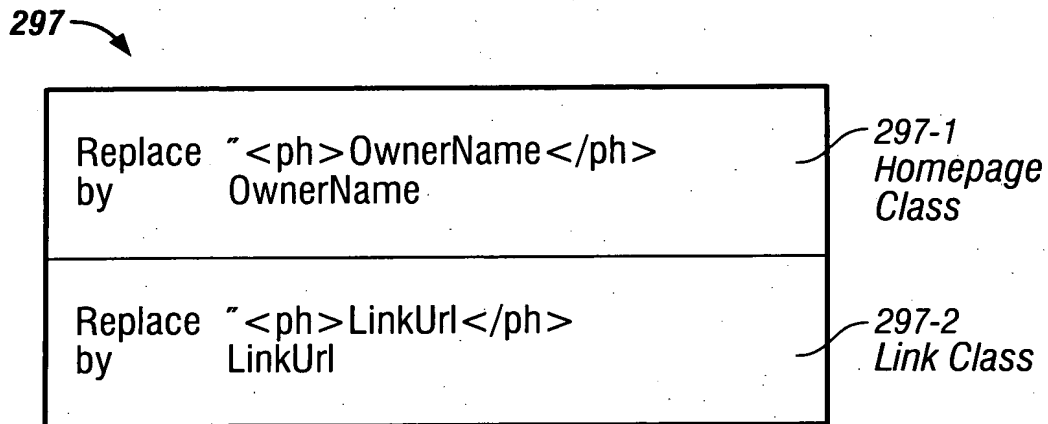 297
Replace "<ph>OwnerName</ph>
by OwnerName
297-1
Homepage
Class
Replace "<ph>LinkUrl</ph>
by LinkUrl
297-2
Link Class